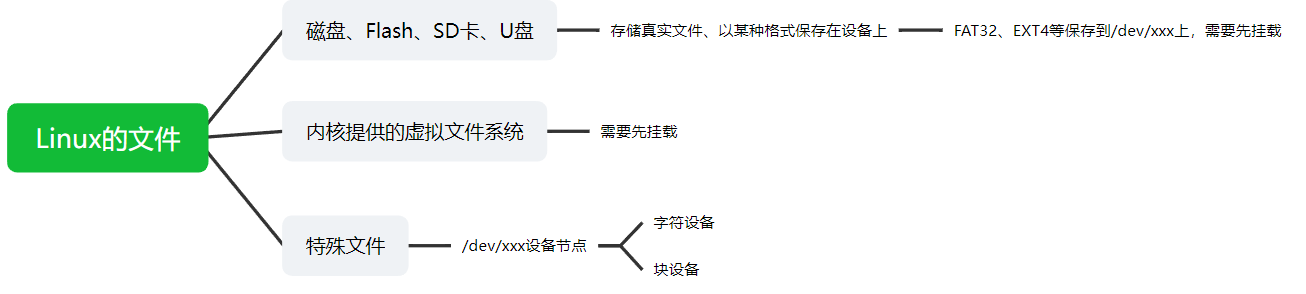 Linux的文件
磁盘、Flash、SD卡、U盘
存储真实文件、以某种格式保存在设备上
FAT32、EXT4等保存到/dev/xxx上，需要先挂载
内核提供的虚拟文件系统
需要先挂载
特殊文件
/dev/xxx设备节点
字符设备
块设备